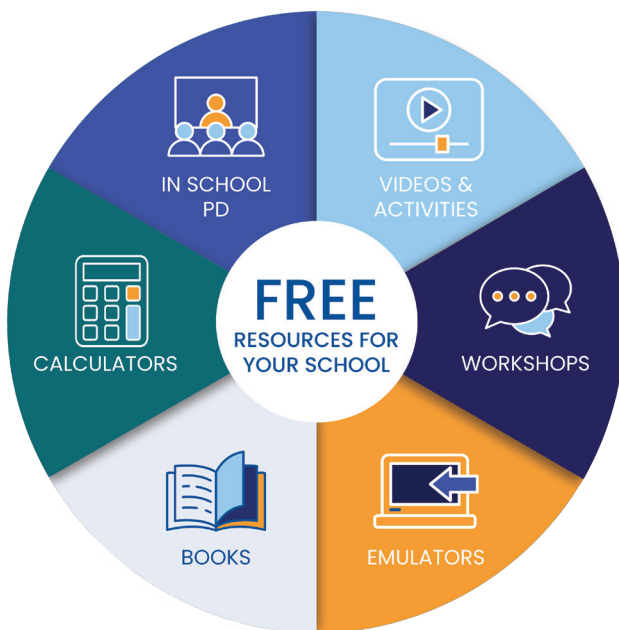 IN SCHOOL
PD
VIDEOS &
ACTIVITIES
CALCULATORS
FREE
RESOURCES FOR
YOUR SCHOOL
WORKSHOPS
BOOKS
EMULATORS